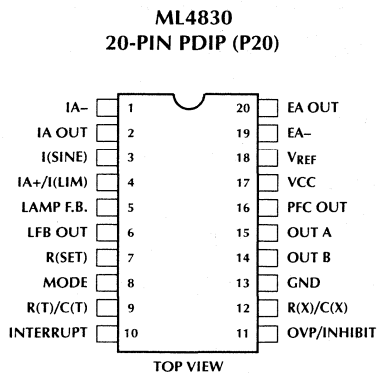 ML4830
20-PIN PDIP (P20)
IA– 1 20 EA OUT
IA OUT 2 19 EA–
I(SINE) 3 18 VREF
IA+/I(LIM) 4 17 VCC
LAMP F.B. 5 16 PFC OUT
LFB OUT 6 15 OUT A
R(SET) 7 14 OUT B
MODE 8 13 GND
R(T)/C(T) 9 12 R(X)/C(X)
INTERRUPT 10 11 OVP/INHIBIT
TOP VIEW